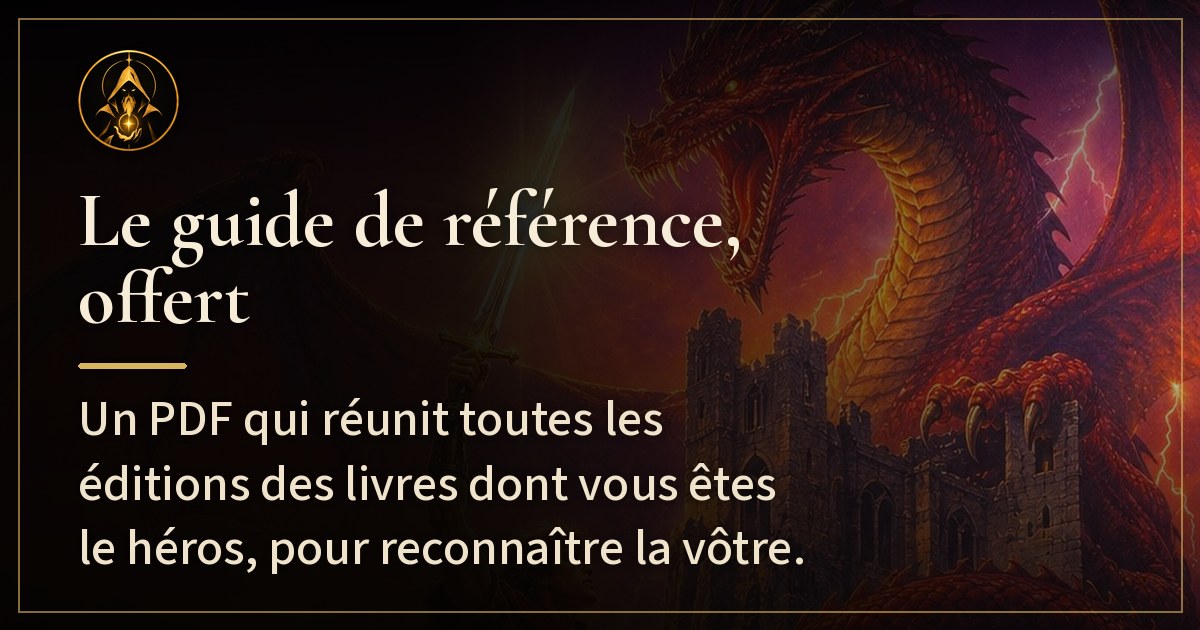 Le guide de référence,
offert
Un PDF qui réunit toutes les
éditions des livres dont vous êtes
le héros, pour reconnaître la vôtre.